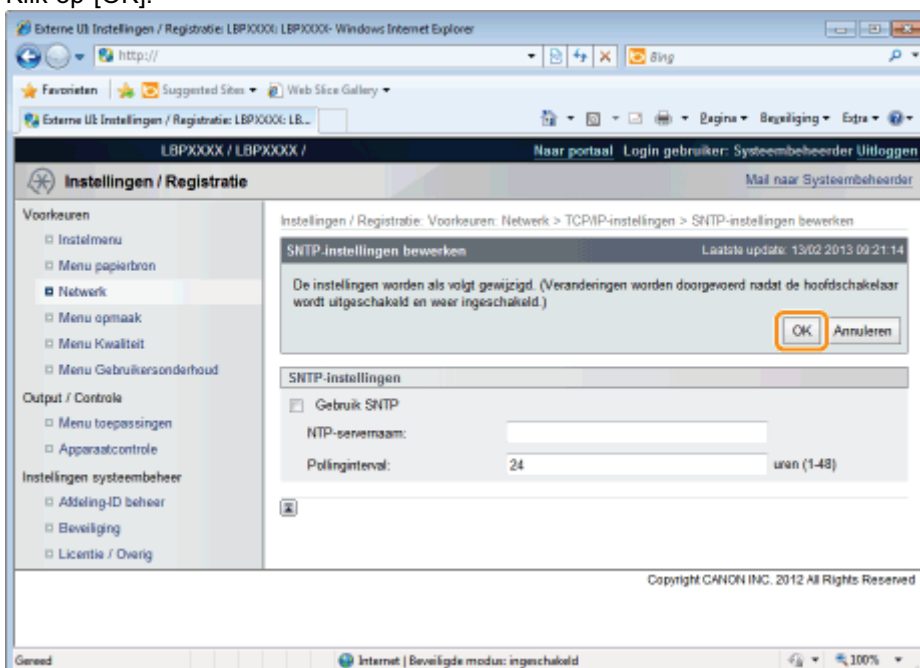 Klik op [OK].
Externe UI: Instellingen / Registratie: LBPXXXX: LBPXXXX- Windows Internet Explorer
http://
Bing
Favorieten Suggested Sites Web Slice Gallery
Externe UI: Instellingen / Registratie: LBPXXXX: LB...
Pagina Beveiliging Extra
LBPXXXX / LBPXXXX /
Naar portaal Login gebruiker: Systeembeheerder Uitloggen
Instellingen / Registratie
Mail naar Systeembeheerder
Voorkeuren
Instelmenu
Menu papierbron
Netwerk
Menu opmaak
Menu Kwaliteit
Menu Gebruikersonderhoud
Output / Controle
Menu toepassingen
Apparaatcontrole
Instellingen systeembeheer
Afdeling-ID beheer
Beveiliging
Licentie / Overig
Instellingen / Registratie: Voorkeuren: Netwerk > TCP/IP-instellingen > SNTP-instellingen bewerken
SNTP-instellingen bewerken
Laatste update: 13/02 2013 09:21:14
De instellingen worden als volgt gewijzigd. (Veranderingen worden doorgevoerd nadat de hoofdschakelaar
wordt uitgeschakeld en weer ingeschakeld.)
OK Annuleren
SNTP-instellingen
Gebruik SNTP
NTP-servernaam:
Pollinginterval: 24 uren (1-48)
Copyright CANON INC. 2012 All Rights Reserved
Gereed
Internet | Beveiligde modus: ingeschakeld
100%